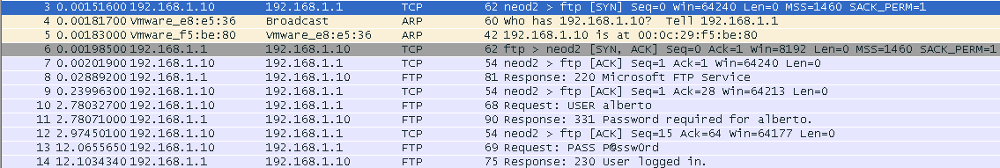 3 0.00151600 192.168.1.10 192.168.1.1 TCP 62 neod2 > ftp [SYN] Seq=0 Win=64240 Len=0 MSS=1460 SACK_PERM=1
4 0.00181700 Vmware_e8:e5:36 Broadcast ARP 60 Who has 192.168.1.10? Tell 192.168.1.1
5 0.00183000 Vmware_f5:be:80 Vmware_e8:e5:36 ARP 42 192.168.1.10 is at 00:0c:29:f5:be:80
6 0.00198500 192.168.1.1 192.168.1.10 TCP 62 ftp > neod2 [SYN, ACK] Seq=0 Ack=1 Win=8192 Len=0 MSS=1460 SACK_PERM=1
7 0.00201900 192.168.1.10 192.168.1.1 TCP 54 neod2 > ftp [ACK] Seq=1 Ack=1 Win=64240 Len=0
8 0.02889200 192.168.1.1 192.168.1.10 FTP 81 Response: 220 Microsoft FTP Service
9 0.23996300 192.168.1.10 192.168.1.1 TCP 54 neod2 > ftp [ACK] Seq=1 Ack=28 Win=64213 Len=0
10 2.78032700 192.168.1.10 192.168.1.1 FTP 68 Request: USER alberto
11 2.78071000 192.168.1.1 192.168.1.10 FTP 90 Response: 331 Password required for alberto.
12 2.97450100 192.168.1.10 192.168.1.1 TCP 54 neod2 > ftp [ACK] Seq=15 Ack=64 Win=64177 Len=0
13 12.0655650 192.168.1.10 192.168.1.1 FTP 69 Request: PASS P@ssw0rd
14 12.1034340 192.168.1.1 192.168.1.10 FTP 75 Response: 230 User logged in.